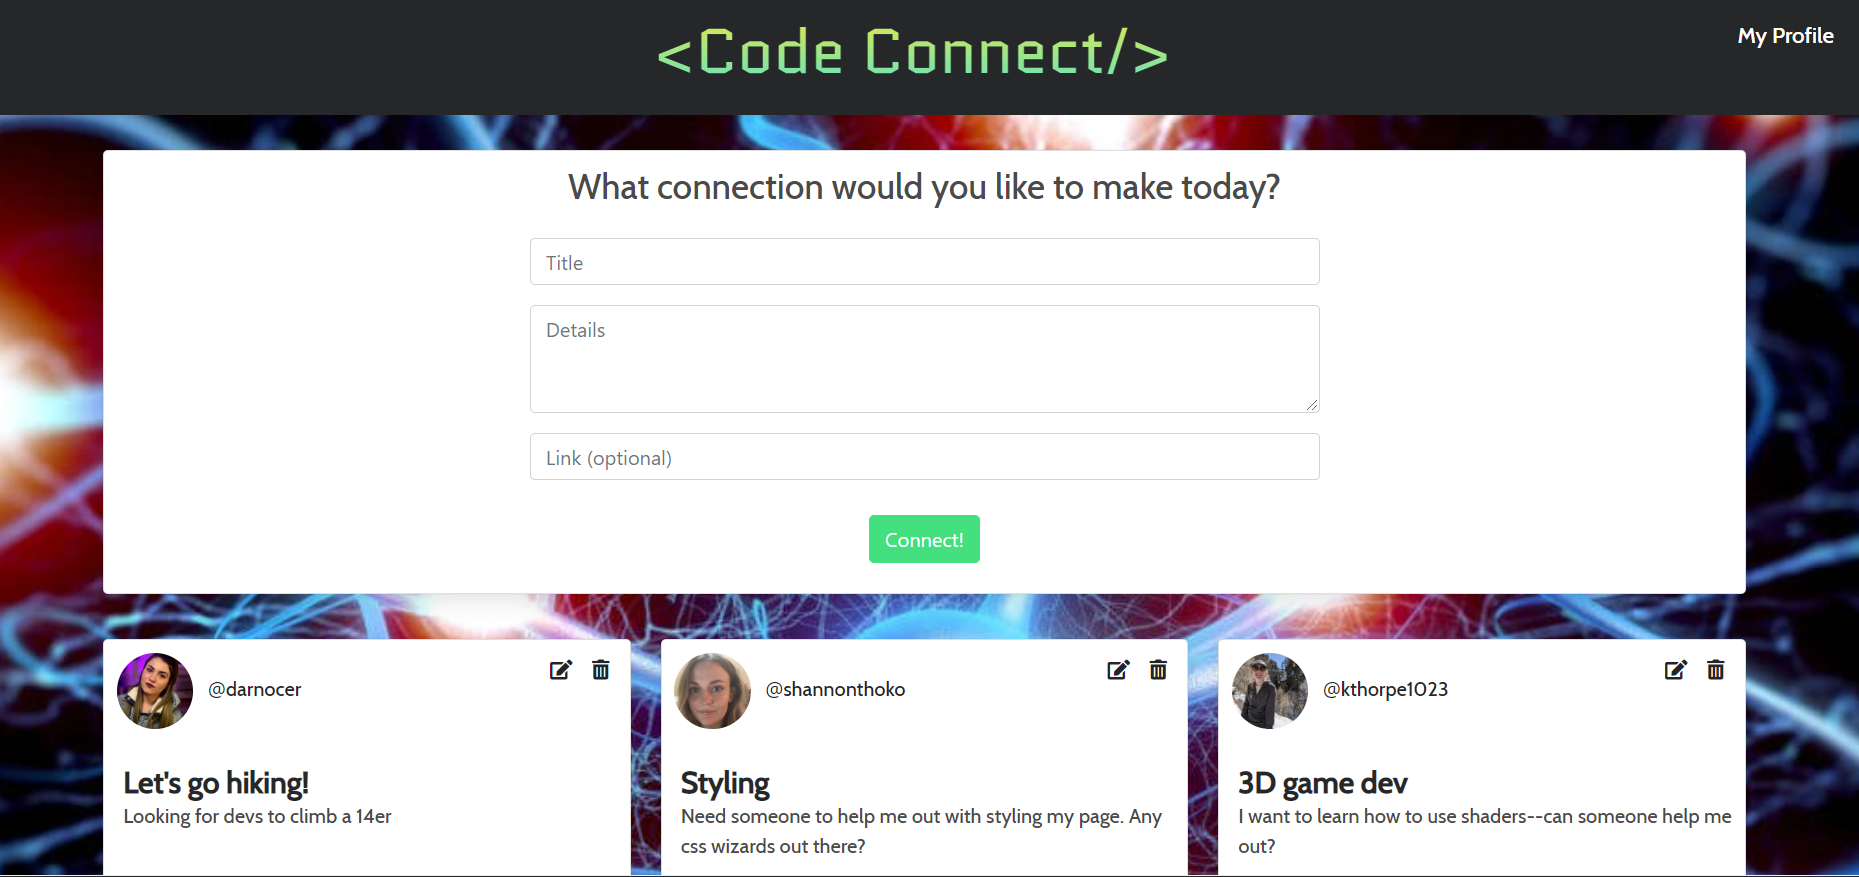 <Code Connect/>
My Profile
What connection would you like to make today?
Title
Details
Link (optional)
Connect!
@darnocer
Let's go hiking!
Looking for devs to climb a 14er
@shannonthoko
Styling
Need someone to help me out with styling my page. Any
css wizards out there?
@kthorpe1023
3D game dev
I want to learn how to use shaders--can someone help me
out?